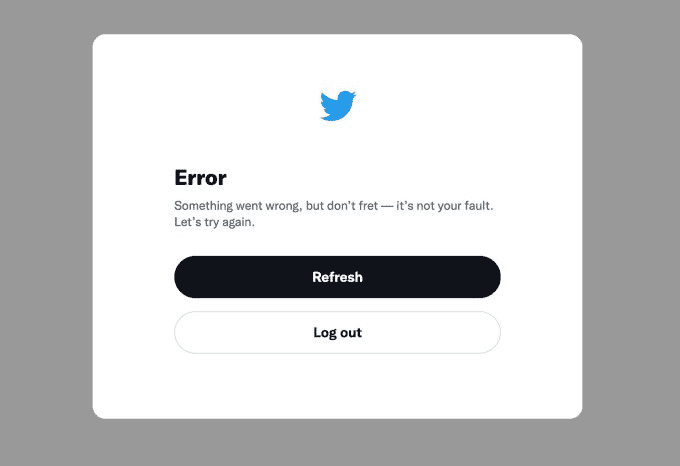 Error
Something went wrong, but don’t fret — it’s not your fault.
Let’s try again.
Refresh
Log out